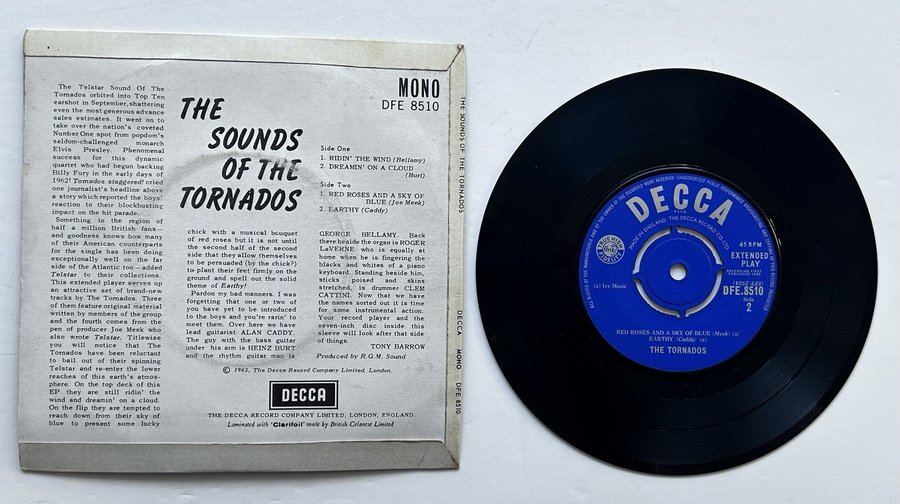 The Telstar Sound Of The
Tornados orbited into Top Ten
earshot in September, shattering
even the most generous advance
sales estimates. It went on to
take over the nation's coveted
Number One spot from popdom's
seldom-challenged monarch
Elvis Presley. Phenomenal
success for this dynamic
quartet who had begun backing
Billy Fury in the early days of
1962! Tornados staggered! cried
one journalist's headline above
a story which reported the boys'
reaction to their blockbusting
impact on the hit parade.
Something in the region of
half a million British fans—
and goodness knows how many
of their American counterparts
for the single has been doing
exceptionally well on the far
side of the Atlantic too—added
Telstar to their collections.
This extended player serves up
an attractive set of brand-new
tracks by The Tornados. Three
of them feature original material
written by members of the group
and the fourth comes from the
pen of producer Joe Meek who
also wrote Telstar. Titlewise
you will notice that The
Tornados have been reluctant
to bail out of their spinning
Telstar and re-enter the lower
reaches of this earth's atmos-
phere. On the top deck of this
EP they are still ridin' the
wind and dreamin' on a cloud.
On the flip they are tempted to
reach down from their sky of
blue to present some lucky
THE
SOUNDS
OF THE
TORNADOS
MONO
DFE 8510
Side One
1. RIDIN' THE WIND (Bellamy)
2. DREAMIN' ON A CLOUD
(Burt)
Side Two
1. RED ROSES AND A SKY OF
BLUE (Joe Meek)
2. EARTHY (Caddy)
chick with a musical bouquet
of red roses but it is not until
the second half of the second
side that they allow themselves
to be persuaded (by the chick?)
to plant their feet firmly on the
ground and spell out the solid
theme of Earthy!
Pardon my bad manners. I was
forgetting that one or two of
you have yet to be introduced
to the boys and you're rarin' to
meet them. Over here we have
lead guitarist ALAN CADDY.
The guy with the bass guitar
under his arm is HEINZ BURT
and the rhythm guitar man is
GEORGE BELLAMY. Back
there beside the organ is ROGER
LaVERNE who is equally at
home when he is fingering the
blacks and whites of a piano
keyboard. Standing beside him,
sticks poised and skins
stretched, is drummer CLEM
CATTINI. Now that we have
the names sorted out it is time
for some instrumental action.
Your record player and the
seven-inch disc inside this
sleeve will look after that side
of things.
TONY BARROW
Produced by R.G.M. Sound
© 1962, The Decca Record Company Limited, London.
DECCA
THE DECCA RECORD COMPANY LIMITED, LONDON, ENGLAND.
Laminated with 'Clarifoil' made by British Celanese Limited
THE SOUNDS OF THE TORNADOS
DECCA
MONO
DFE 8510
DECCA
MADE IN ENGLAND THE DECCA RECORD CO. LTD.
45 RPM
EXTENDED
PLAY
DFE.8510
Side
2
(a) Ivy Music
RED ROSES AND A SKY OF BLUE (Meek) (a)
EARTHY (Caddy) (a)
THE TORNADOS